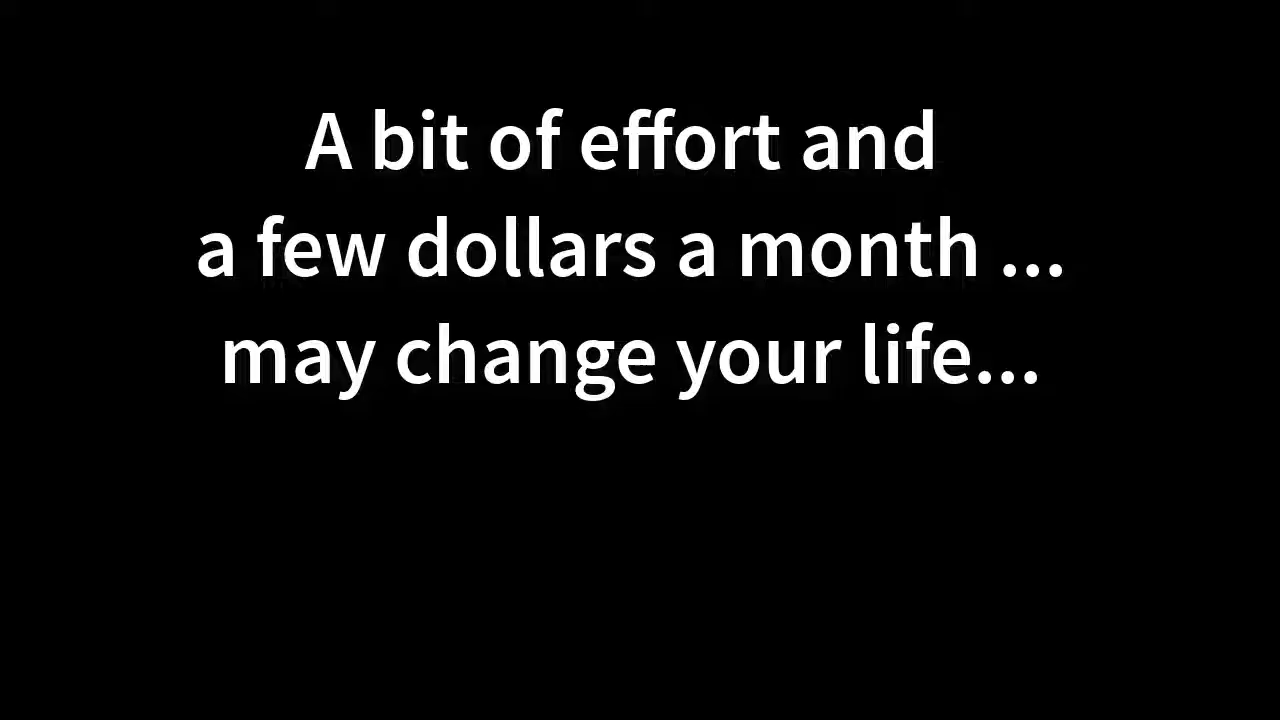 A bit of effort and
a few dollars a month ...
may change your life...